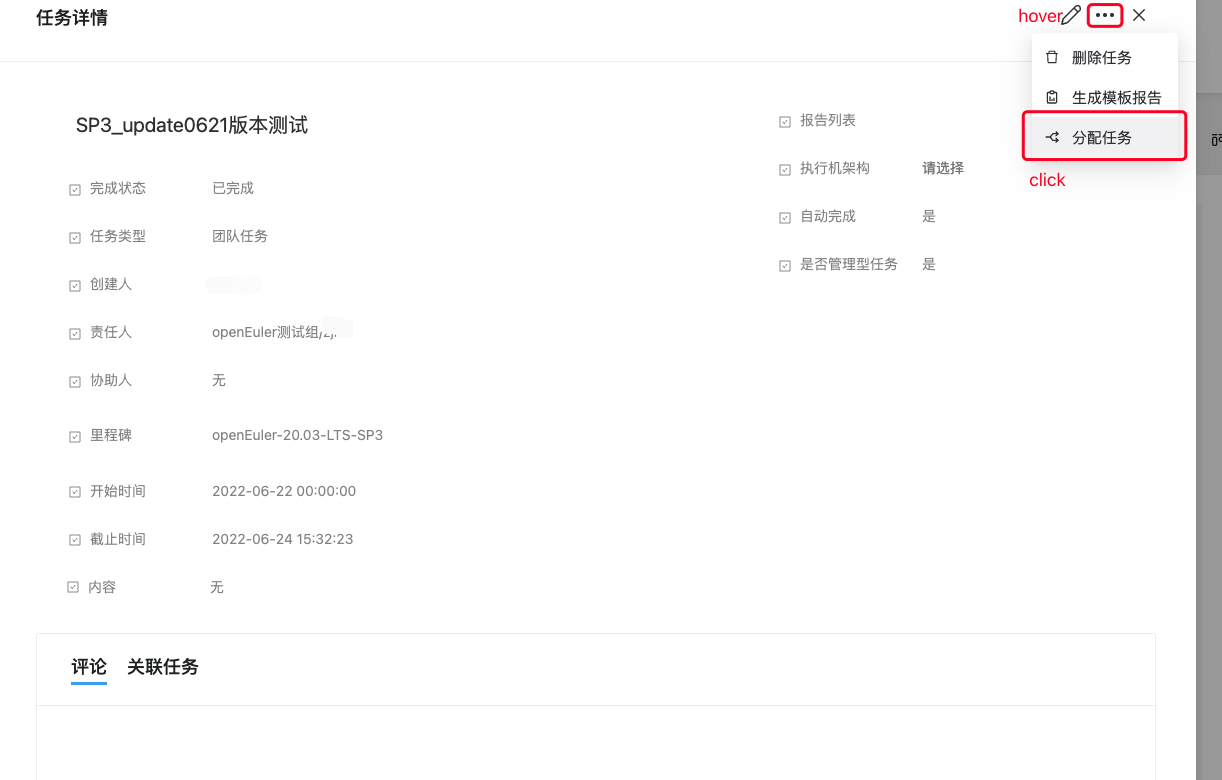 任务详情
hover
删除任务
生成模板报告
分配任务
click
SP3_update0621版本测试
完成状态 已完成
任务类型 团队任务
创建人
责任人 openEuler测试组/
协助人 无
里程碑 openEuler-20.03-LTS-SP3
开始时间 2022-06-22 00:00:00
截止时间 2022-06-24 15:32:23
内容 无
报告列表
执行机架构 请选择
自动完成 是
是否管理型任务 是
评论 关联任务